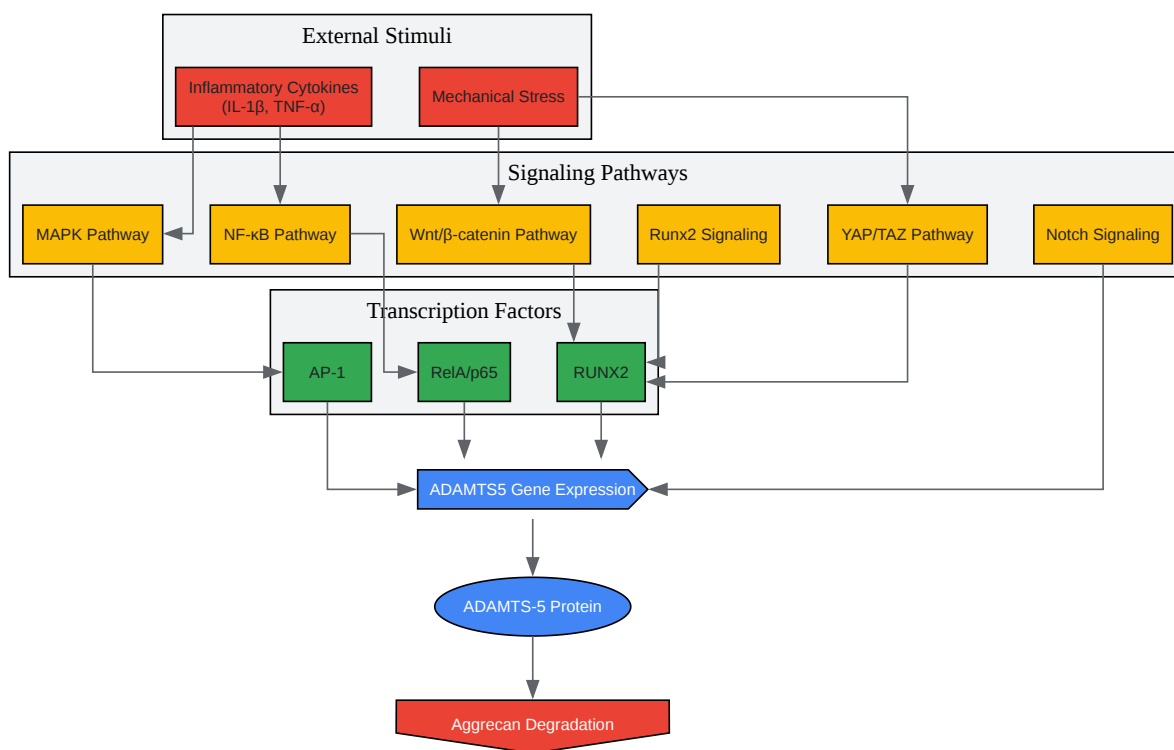 External Stimuli
Inflammatory Cytokines
(IL-1β, TNF-α)
Mechanical Stress
Signaling Pathways
MAPK Pathway
NF-κB Pathway
Wnt/β-catenin Pathway
Runx2 Signaling
YAP/TAZ Pathway
Notch Signaling
Transcription Factors
AP-1
RelA/p65
RUNX2
ADAMTS5 Gene Expression
ADAMTS-5 Protein
Aggrecan Degradation